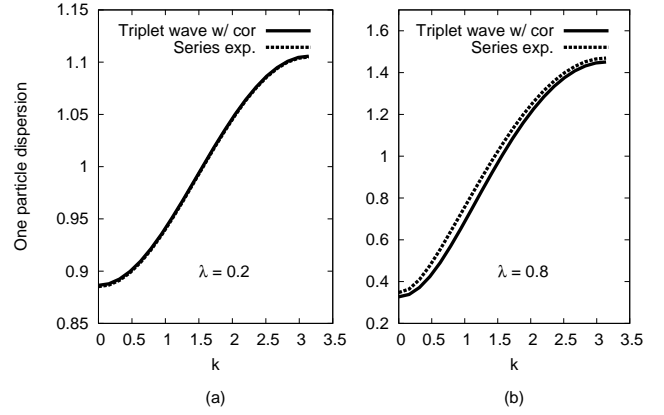 One particle dispersion
1.15
1.1
1.05
1
0.95
0.9
0.85
Triplet wave w/ cor
Series exp.
λ = 0.2
0 0.5 1 1.5 2 2.5 3 3.5
k
(a)
1.6
1.4
1.2
1
0.8
0.6
0.4
0.2
Triplet wave w/ cor
Series exp.
λ = 0.8
0 0.5 1 1.5 2 2.5 3 3.5
k
(b)